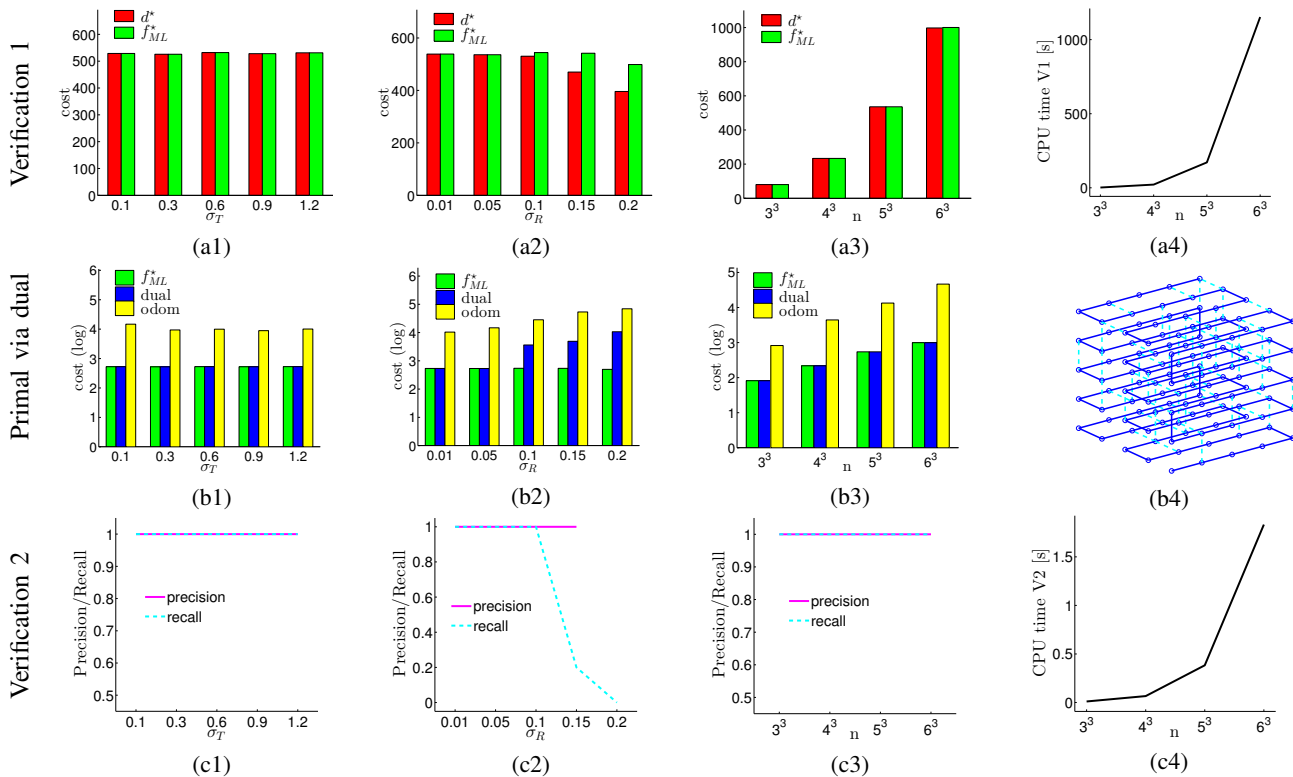 Verification 1
d*
f*ML
cost
600
500
400
300
200
100
0
0.1 0.3 0.6 0.9 1.2
σT
(a1)
d*
f*ML
cost
600
400
200
0
0.01 0.05 0.1 0.15 0.2
σR
(a2)
d*
f*ML
cost
1000
800
600
400
200
0
3³ 4³ 5³ 6³
n
(a3)
CPU time V1 [s]
1000
500
0
3³ 4³ 5³ 6³
n
(a4)
Primal via dual
f*ML
dual
odom
cost (log)
6
5
4
3
2
1
0
0.1 0.3 0.6 0.9 1.2
σT
(b1)
f*ML
dual
odom
cost (log)
6
5
4
3
2
1
0
0.01 0.05 0.1 0.15 0.2
σR
(b2)
f*ML
dual
odom
cost (log)
5
4
3
2
1
0
3³ 4³ 5³ 6³
n
(b3)
(b4)
Verification 2
Precision/Recall
1
0.9
0.8
0.7
0.6
0.5
precision
recall
0.1 0.3 0.6 0.9 1.2
σT
(c1)
Precision/Recall
1
0.8
0.6
0.4
0.2
0
precision
recall
0.01 0.05 0.1 0.15 0.2
σR
(c2)
Precision/Recall
1
0.9
0.8
0.7
0.6
0.5
precision
recall
3³ 4³ 5³ 6³
n
(c3)
CPU time V2 [s]
1.5
1
0.5
0
3³ 4³ 5³ 6³
n
(c4)